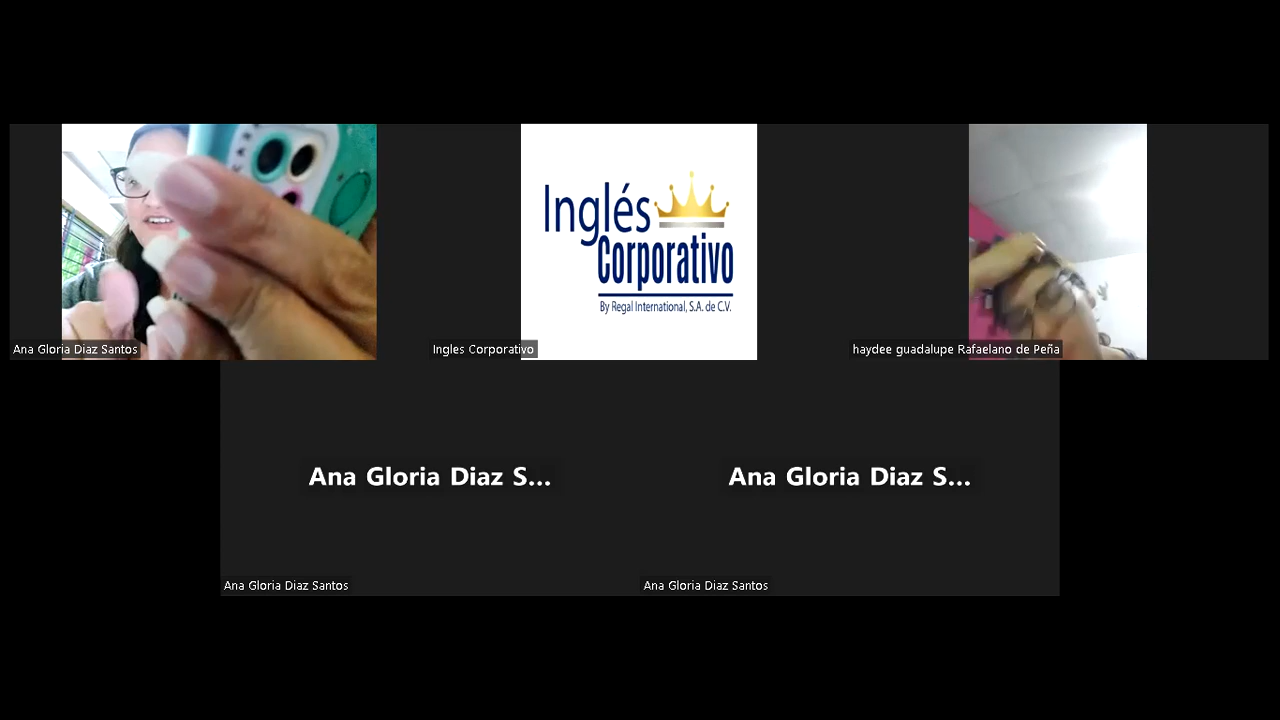 Inglés
Corporativo
By Regal International, S.A. de C.V.
Ana Gloria Diaz Santos
Ingles Corporativo
haydee guadalupe Rafaelano de Peña
Ana Gloria Diaz S...
Ana Gloria Diaz S...
Ana Gloria Diaz Santos
Ana Gloria Diaz Santos